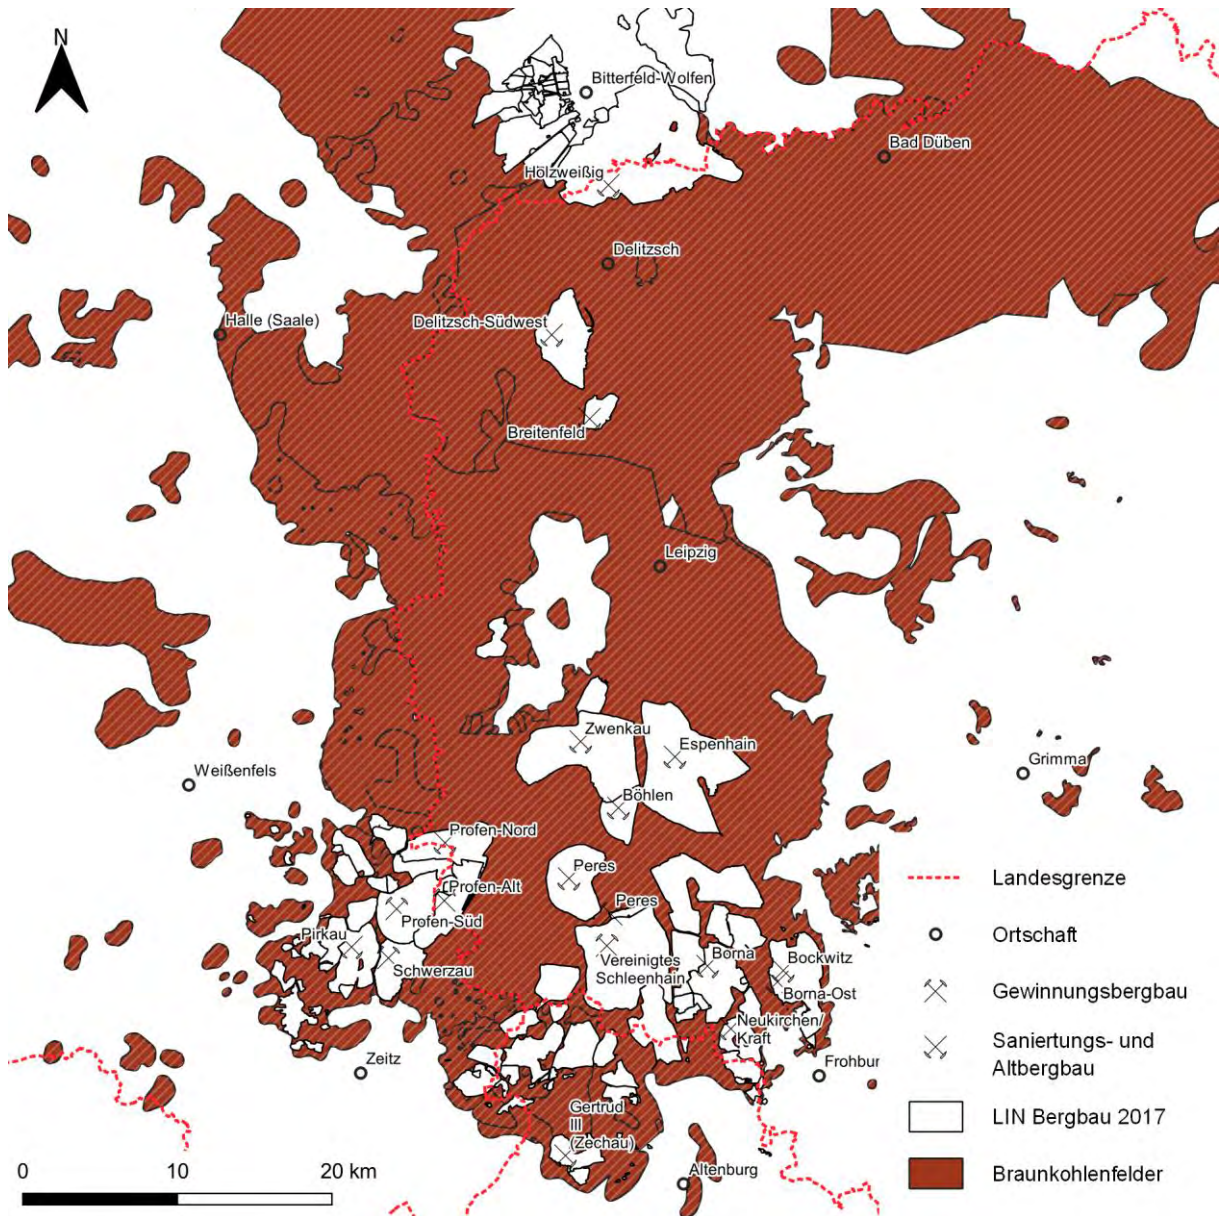 N
Bitterfeld-Wolfen
Bad Düben
Hölzweißig
Delitzsch
Halle (Saale)
Delitzsch-Südwest
Breitenfeld
Leipzig
Zwenkau
Espenhain
Weißenfels
Grimma
Böhlen
Profen-Nord
Peres
Profen-Alt
Peres
Profen-Süd
Pirkau
Schwerzau
Vereinigtes
Schleenhain
Borna
Bockwitz
Borna-Ost
Neukirchen/
Kraft
Zeitz
Frohbur
Gertrud
III
(Zechau)
Altenburg
0 10 20 km
Landesgrenze
Ortschaft
Gewinnungsbergbau
Saniertungs- und
Altbergbau
LIN Bergbau 2017
Braunkohlenfelder